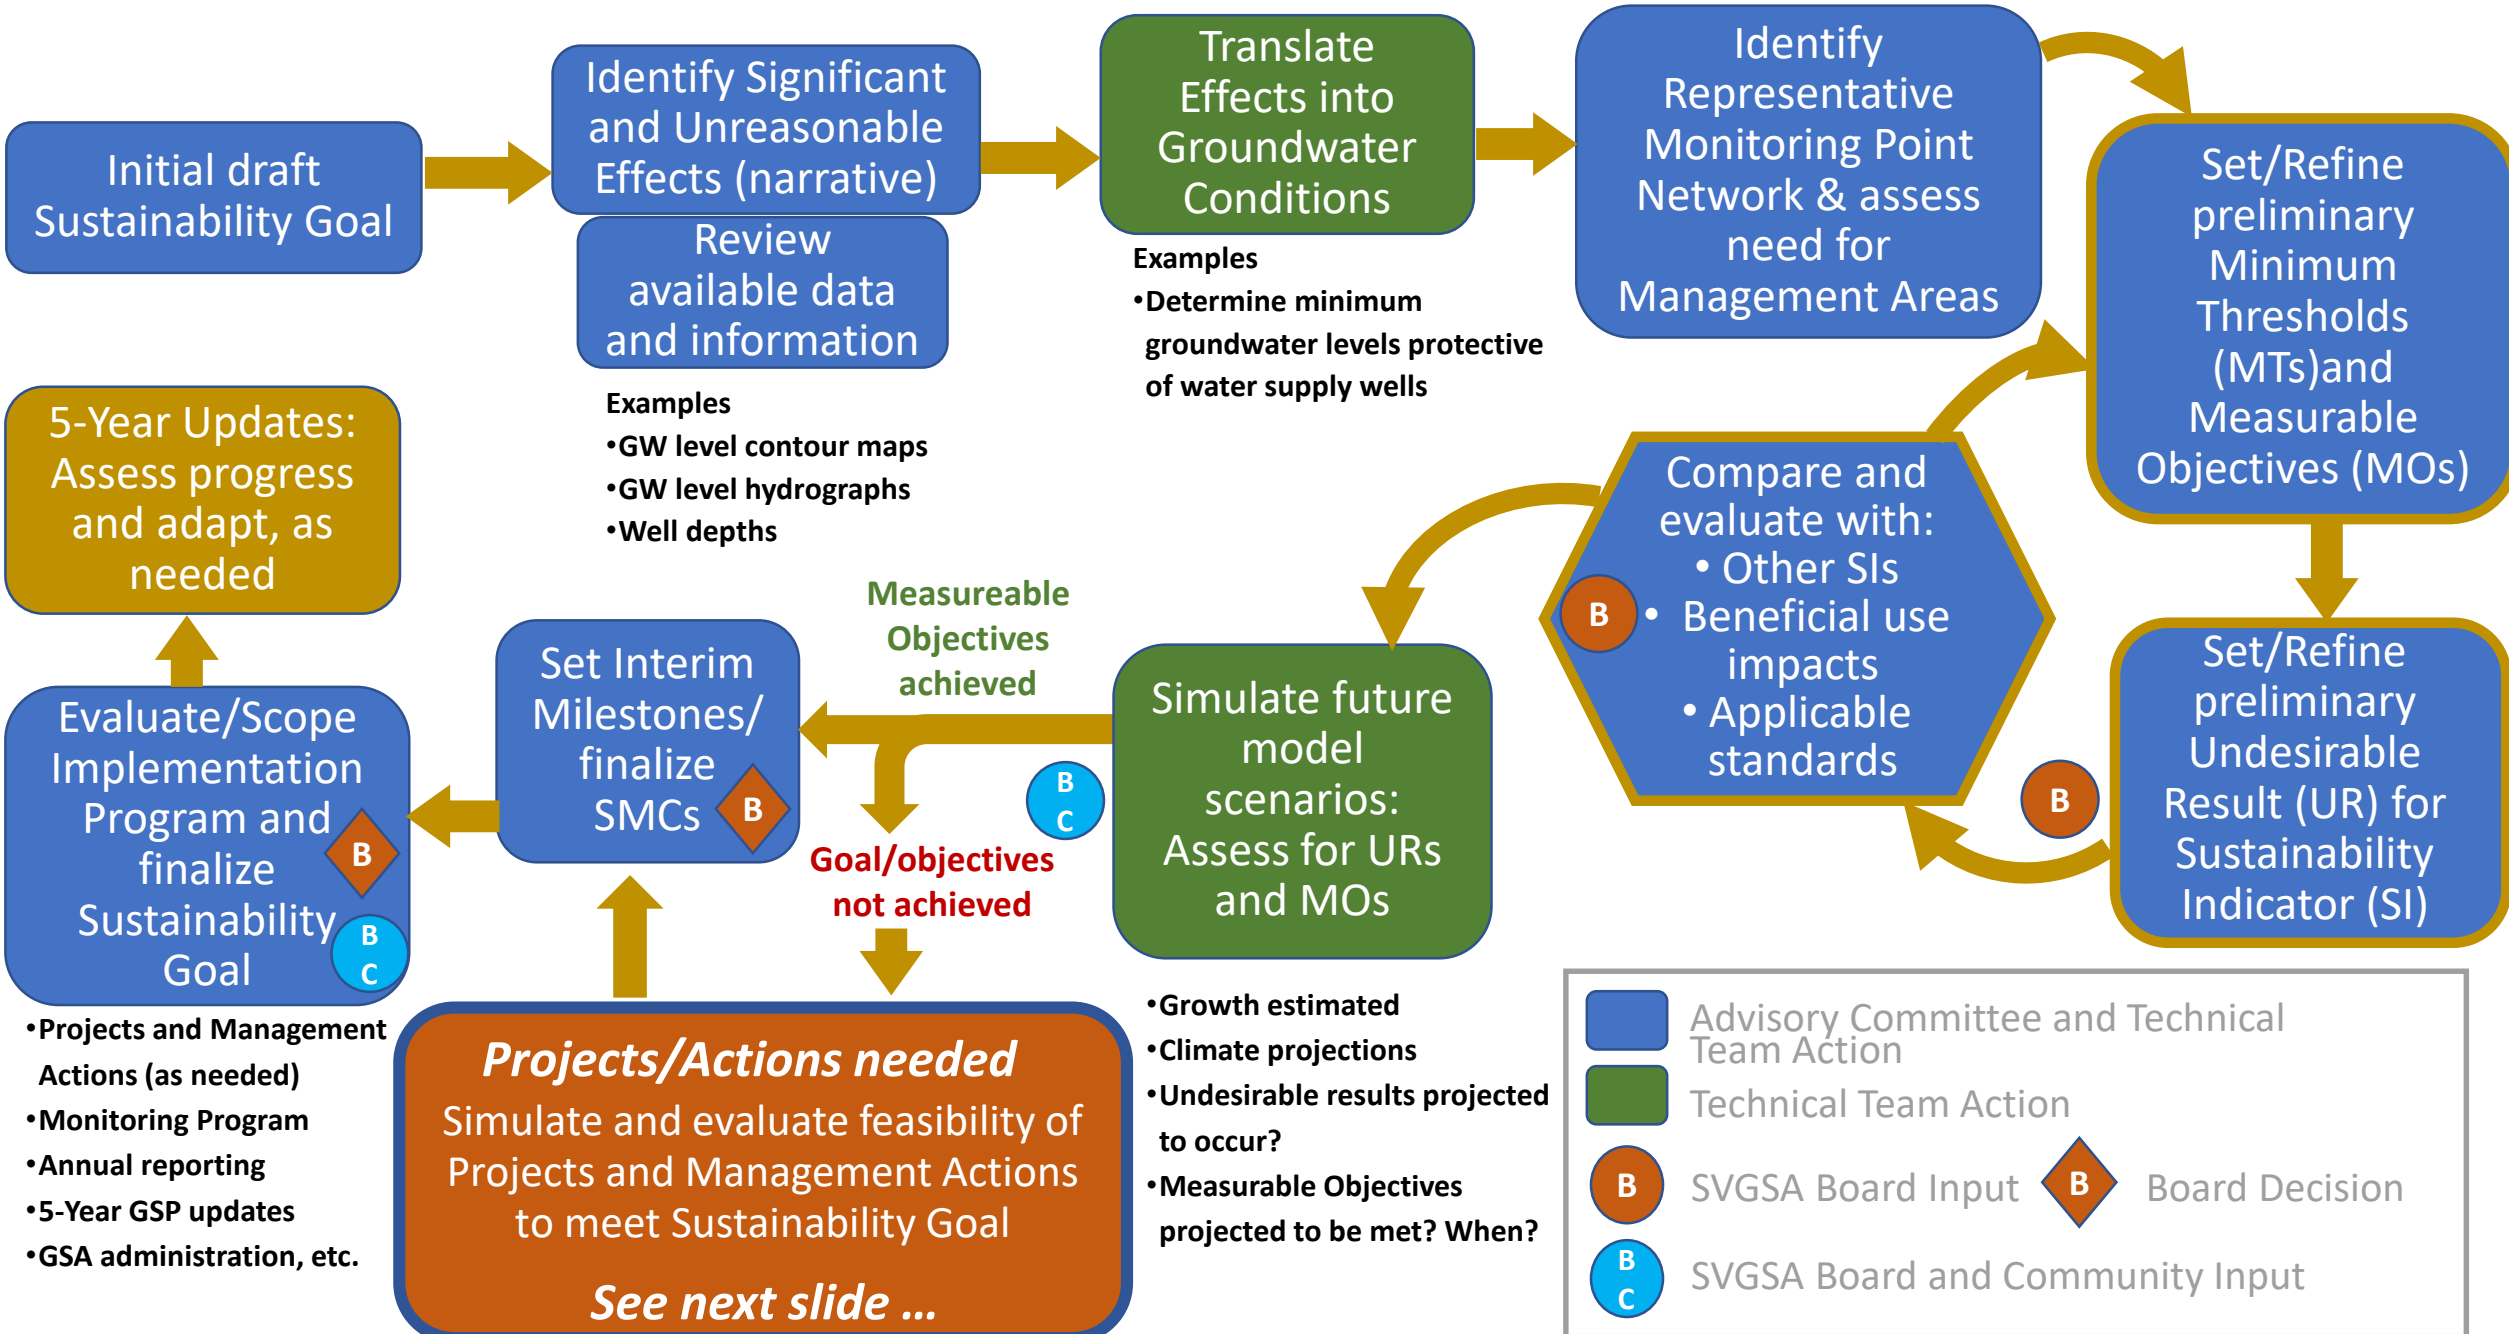 Initial draft
Sustainability Goal
Identify Significant
and Unreasonable
Effects (narrative)
Review
available data
and information
Examples
•GW level contour maps
•GW level hydrographs
•Well depths
Translate
Effects into
Groundwater
Conditions
Examples
•Determine minimum
groundwater levels protective
of water supply wells
Identify
Representative
Monitoring Point
Network & assess
need for
Management Areas
Set/Refine
preliminary
Minimum
Thresholds
(MTs)and
Measurable
Objectives (MOs)
Set/Refine
preliminary
Undesirable
Result (UR) for
Sustainability
Indicator (SI)
B
Compare and
evaluate with:
• Other SIs
• Beneficial use
impacts
• Applicable
standards
B
Simulate future
model
scenarios:
Assess for URs
and MOs
•Growth estimated
•Climate projections
•Undesirable results projected
to occur?
•Measurable Objectives
projected to be met? When?
B
C
Measureable
Objectives
achieved
Goal/objectives
not achieved
Projects/Actions needed
Simulate and evaluate feasibility of
Projects and Management Actions
to meet Sustainability Goal
See next slide ...
Set Interim
Milestones/
finalize
SMCs
B
Evaluate/Scope
Implementation
Program and
finalize
Sustainability
Goal
B
B
C
•Projects and Management
Actions (as needed)
•Monitoring Program
•Annual reporting
•5-Year GSP updates
•GSA administration, etc.
5-Year Updates:
Assess progress
and adapt, as
needed
Advisory Committee and Technical
Team Action
Technical Team Action
B SVGSA Board Input B Board Decision
B
C
SVGSA Board and Community Input